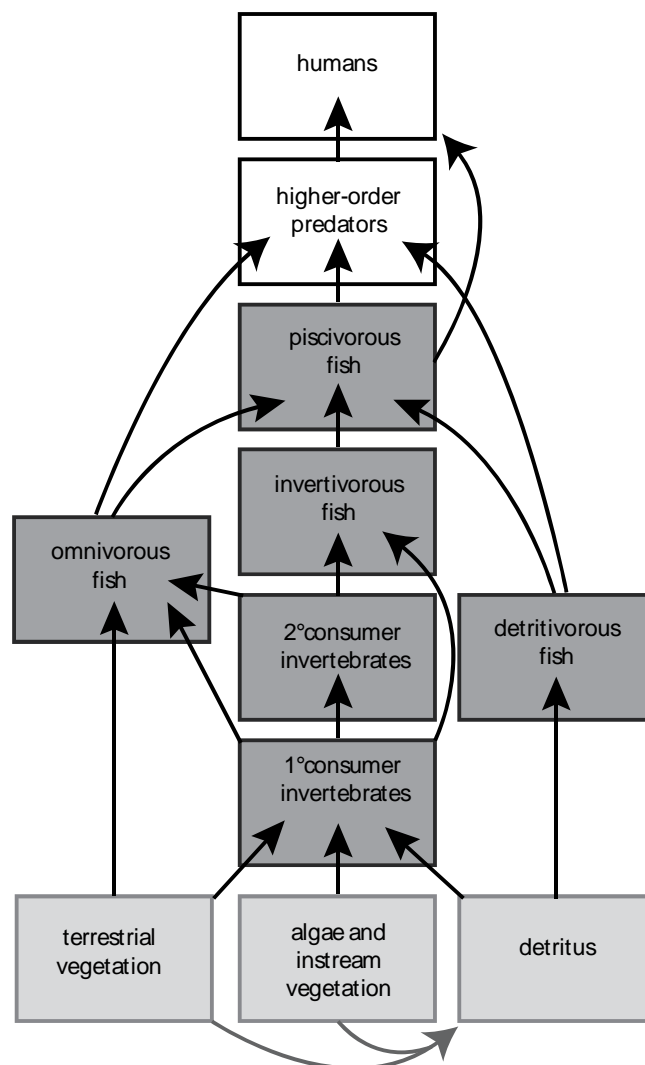 humans
higher-order
predators
piscivorous
fish
invertivorous
fish
omnivorous
fish
2°consumer
invertebrates
detritivorous
fish
1°consumer
invertebrates
terrestrial
vegetation
algae and
instream
vegetation
detritus